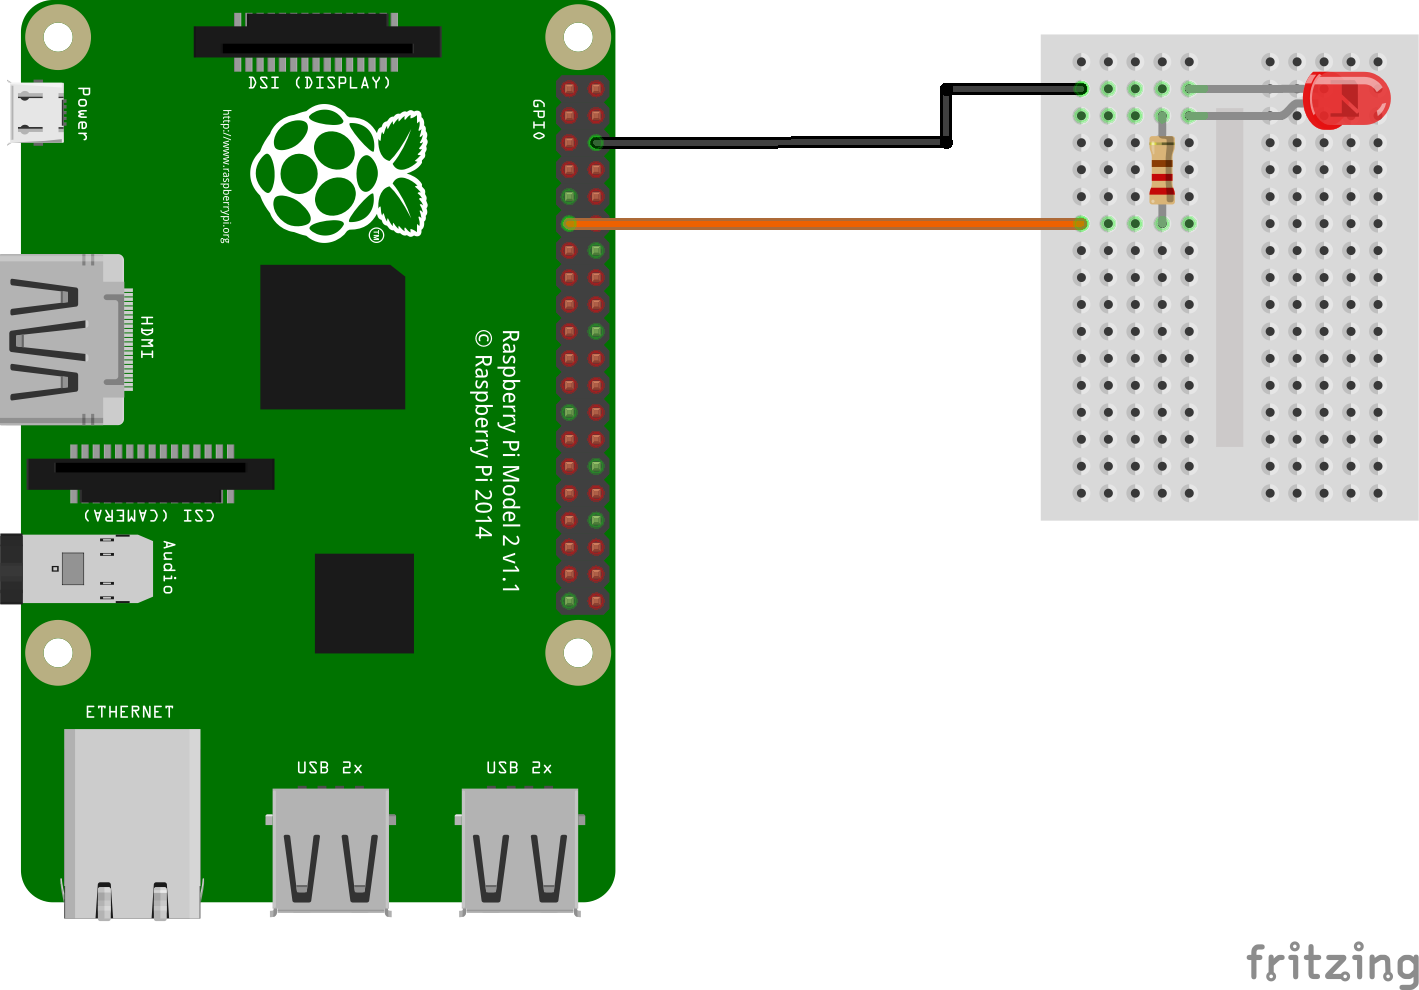 DSI (DISPLAY)
Power
GPIO
http://www.raspberrypi.org
TM
HDMI
Raspberry Pi Model 2 v1.1
© Raspberry Pi 2014
CSI (CAMERA)
Audio
ETHERNET
USB 2x
USB 2x
fritzing